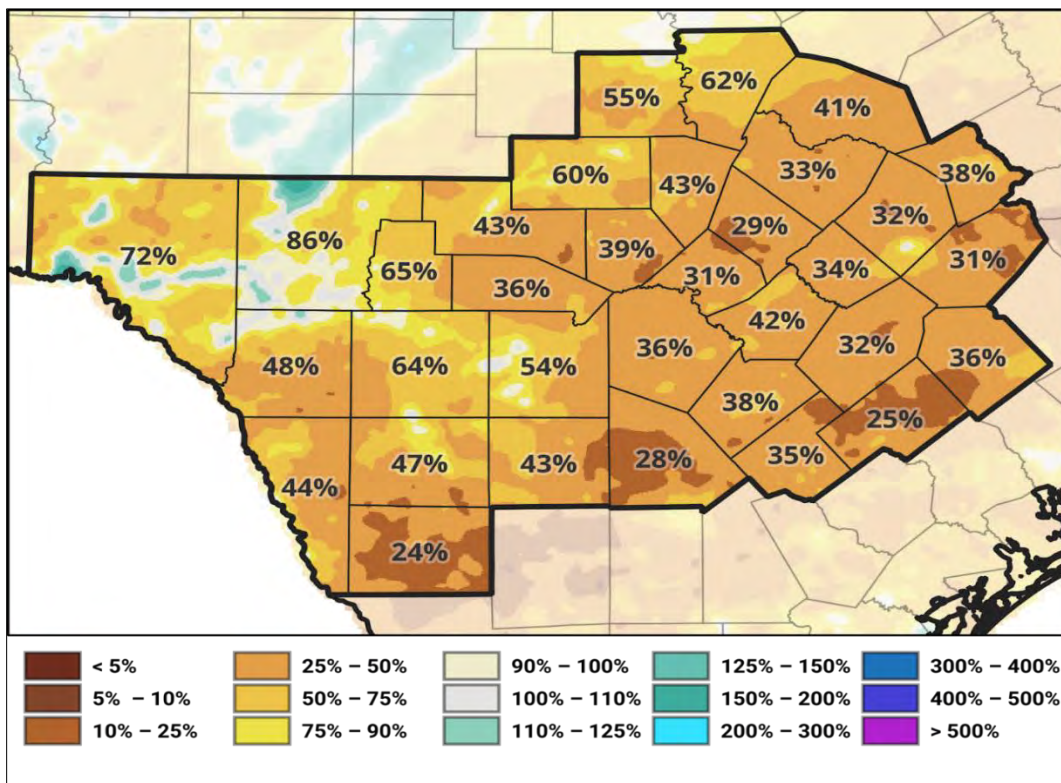 62%
55%
41%
33%
38%
60%
43%
29%
32%
43%
86%
72%
39%
31%
65%
31%
34%
36%
42%
36%
32%
36%
48%
64%
54%
38%
25%
35%
47%
43%
28%
44%
24%
< 5%
25% – 50%
90% – 100%
125% – 150%
300% – 400%
5% – 10%
50% – 75%
100% – 110%
150% – 200%
400% – 500%
10% – 25%
75% – 90%
110% – 125%
200% – 300%
> 500%